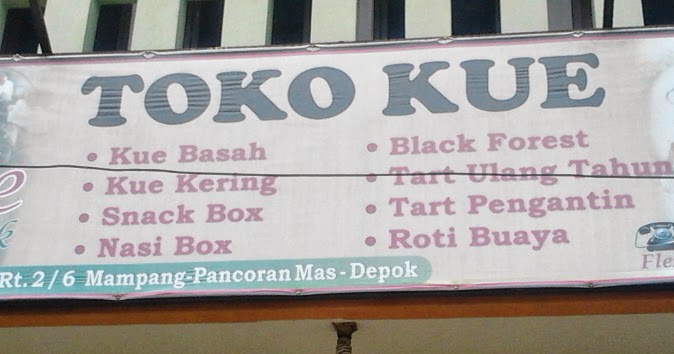 TOKO KUE
• Kue Basah
• Kue Kering
• Snack Box
• Nasi Box
• Black Forest
• Tart Ulang Tahun
• Tart Pengantin
• Roti Buaya
Rt. 2/6 Mampang-Pancoran Mas - Depok